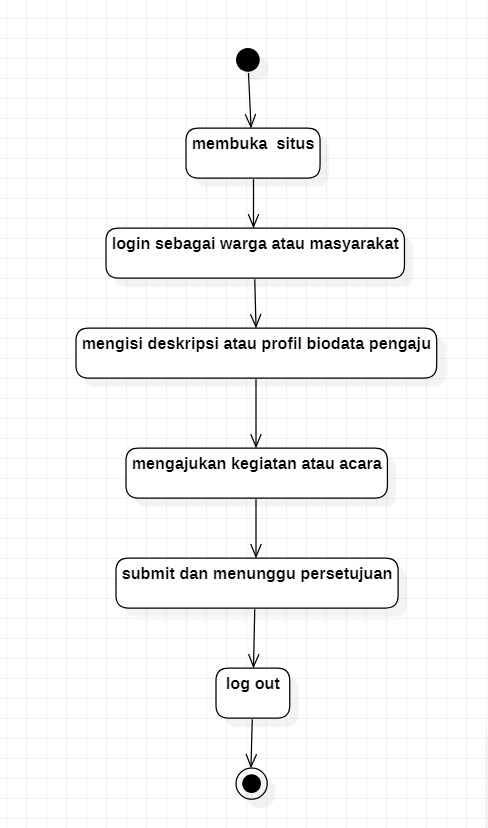 membuka  situs
login sebagai warga atau masyarakat
mengisi deskripsi atau profil biodata pengaju
mengajukan kegiatan atau acara
submit dan menunggu persetujuan
log out